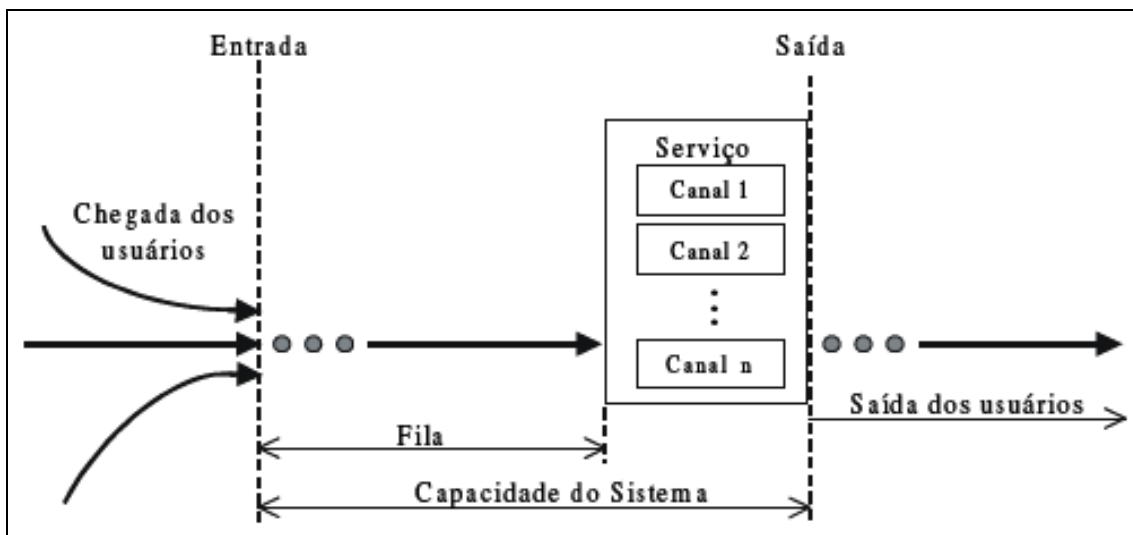 Entrada
Saída
Chegada dos
usuários
Serviço
Canal 1
Canal 2
Canal n
Saída dos usuários
Fila
Capacidade do Sistema